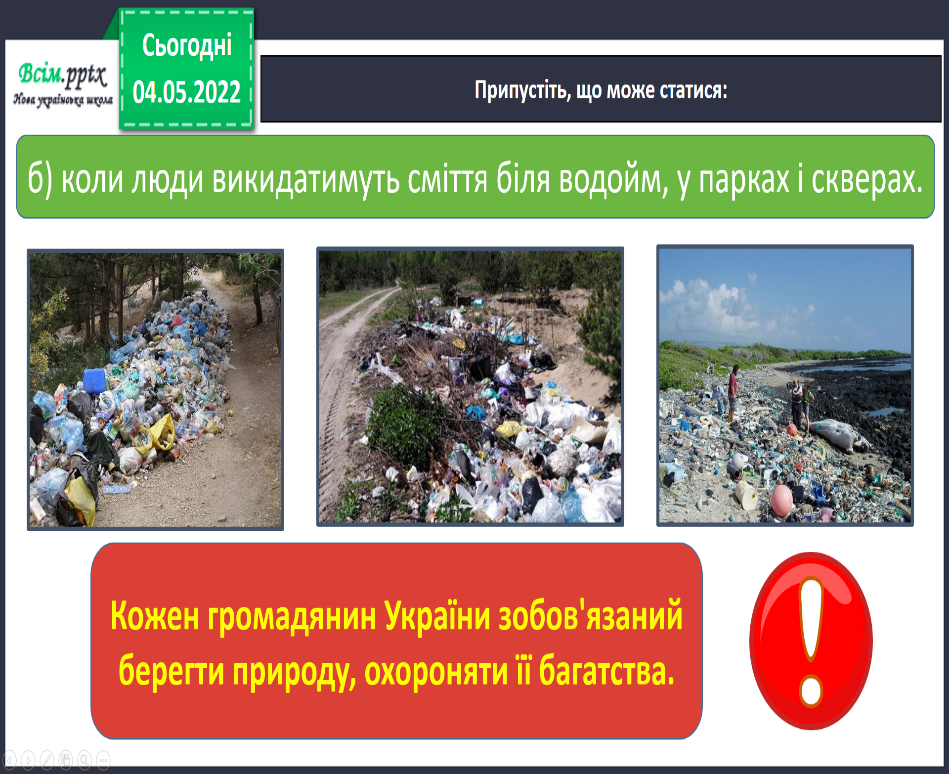 Сьогодні
04.05.2022
Всім.pptx
Нова українська школа
Припустіть, що може статися:
б) коли люди викидатимуть сміття біля водойм, у парках і скверах.
Кожен громадянин України зобов'язаний
берегти природу, охороняти її багатства.